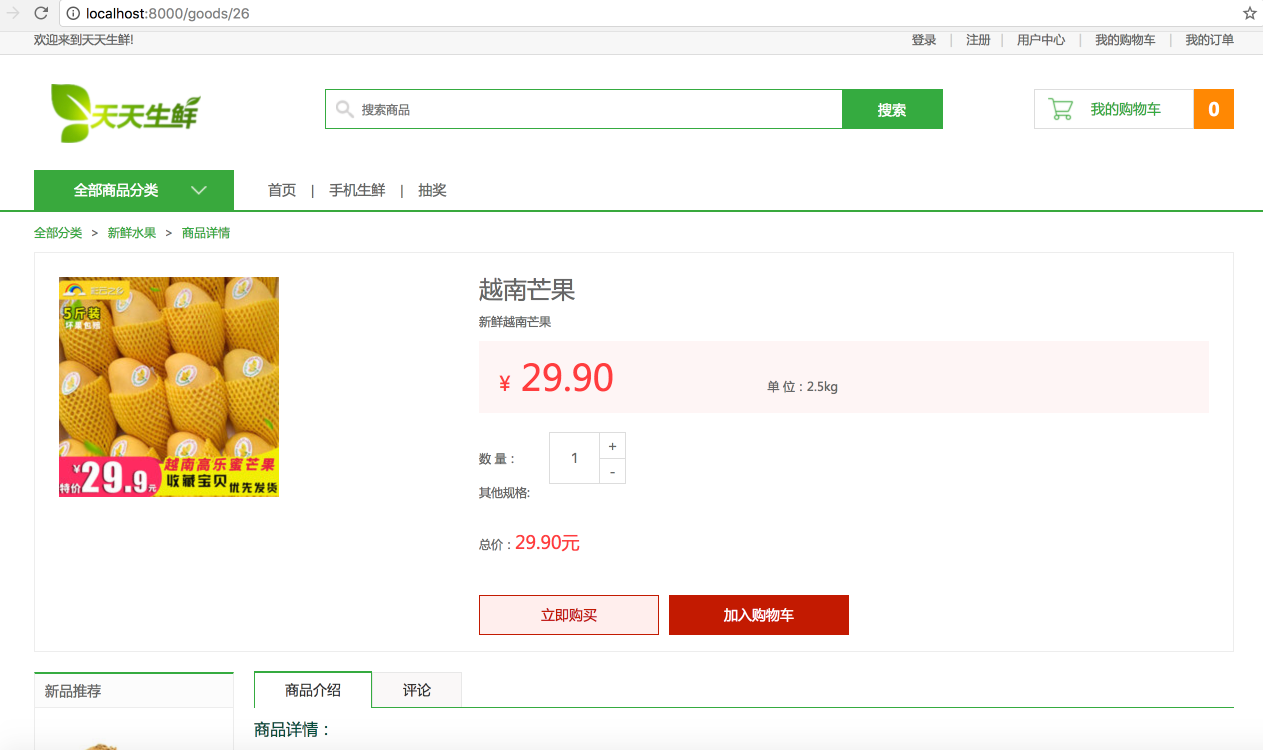 localhost:8000/goods/26
欢迎来到天天生鲜!
登录 | 注册 | 用户中心 | 我的购物车 | 我的订单
天天生鲜
搜索商品
搜索
我的购物车
0
全部商品分类
首页 | 手机生鲜 | 抽奖
全部分类 > 新鲜水果 > 商品详情
5斤装
坏果包赔
¥29.9元
特价
越南高乐蜜芒果
收藏宝贝优先发货
越南芒果
新鲜越南芒果
¥ 29.90
单 位：2.5kg
数 量：
1
+
-
其他规格:
总价：29.90元
立即购买
加入购物车
新品推荐
商品介绍
评论
商品详情：